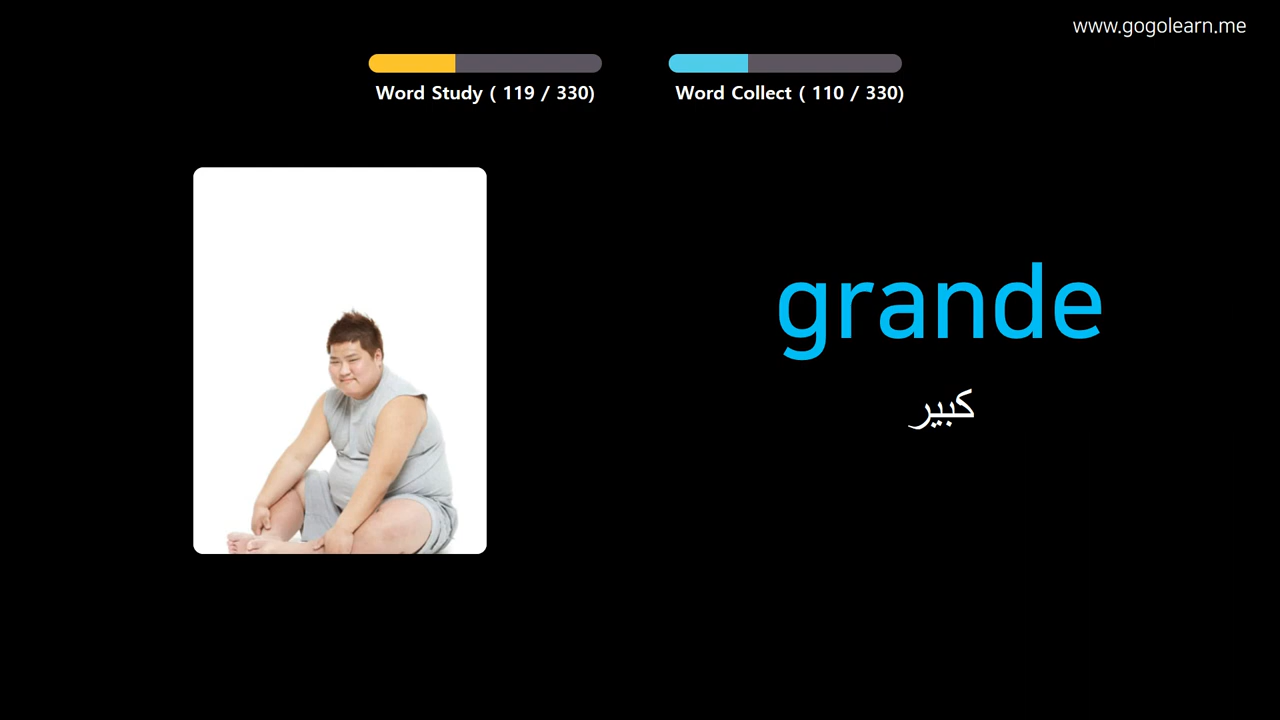 www.gogolearn.me
Word Study ( 119 / 330)
Word Collect ( 110 / 330)
grande
كبير